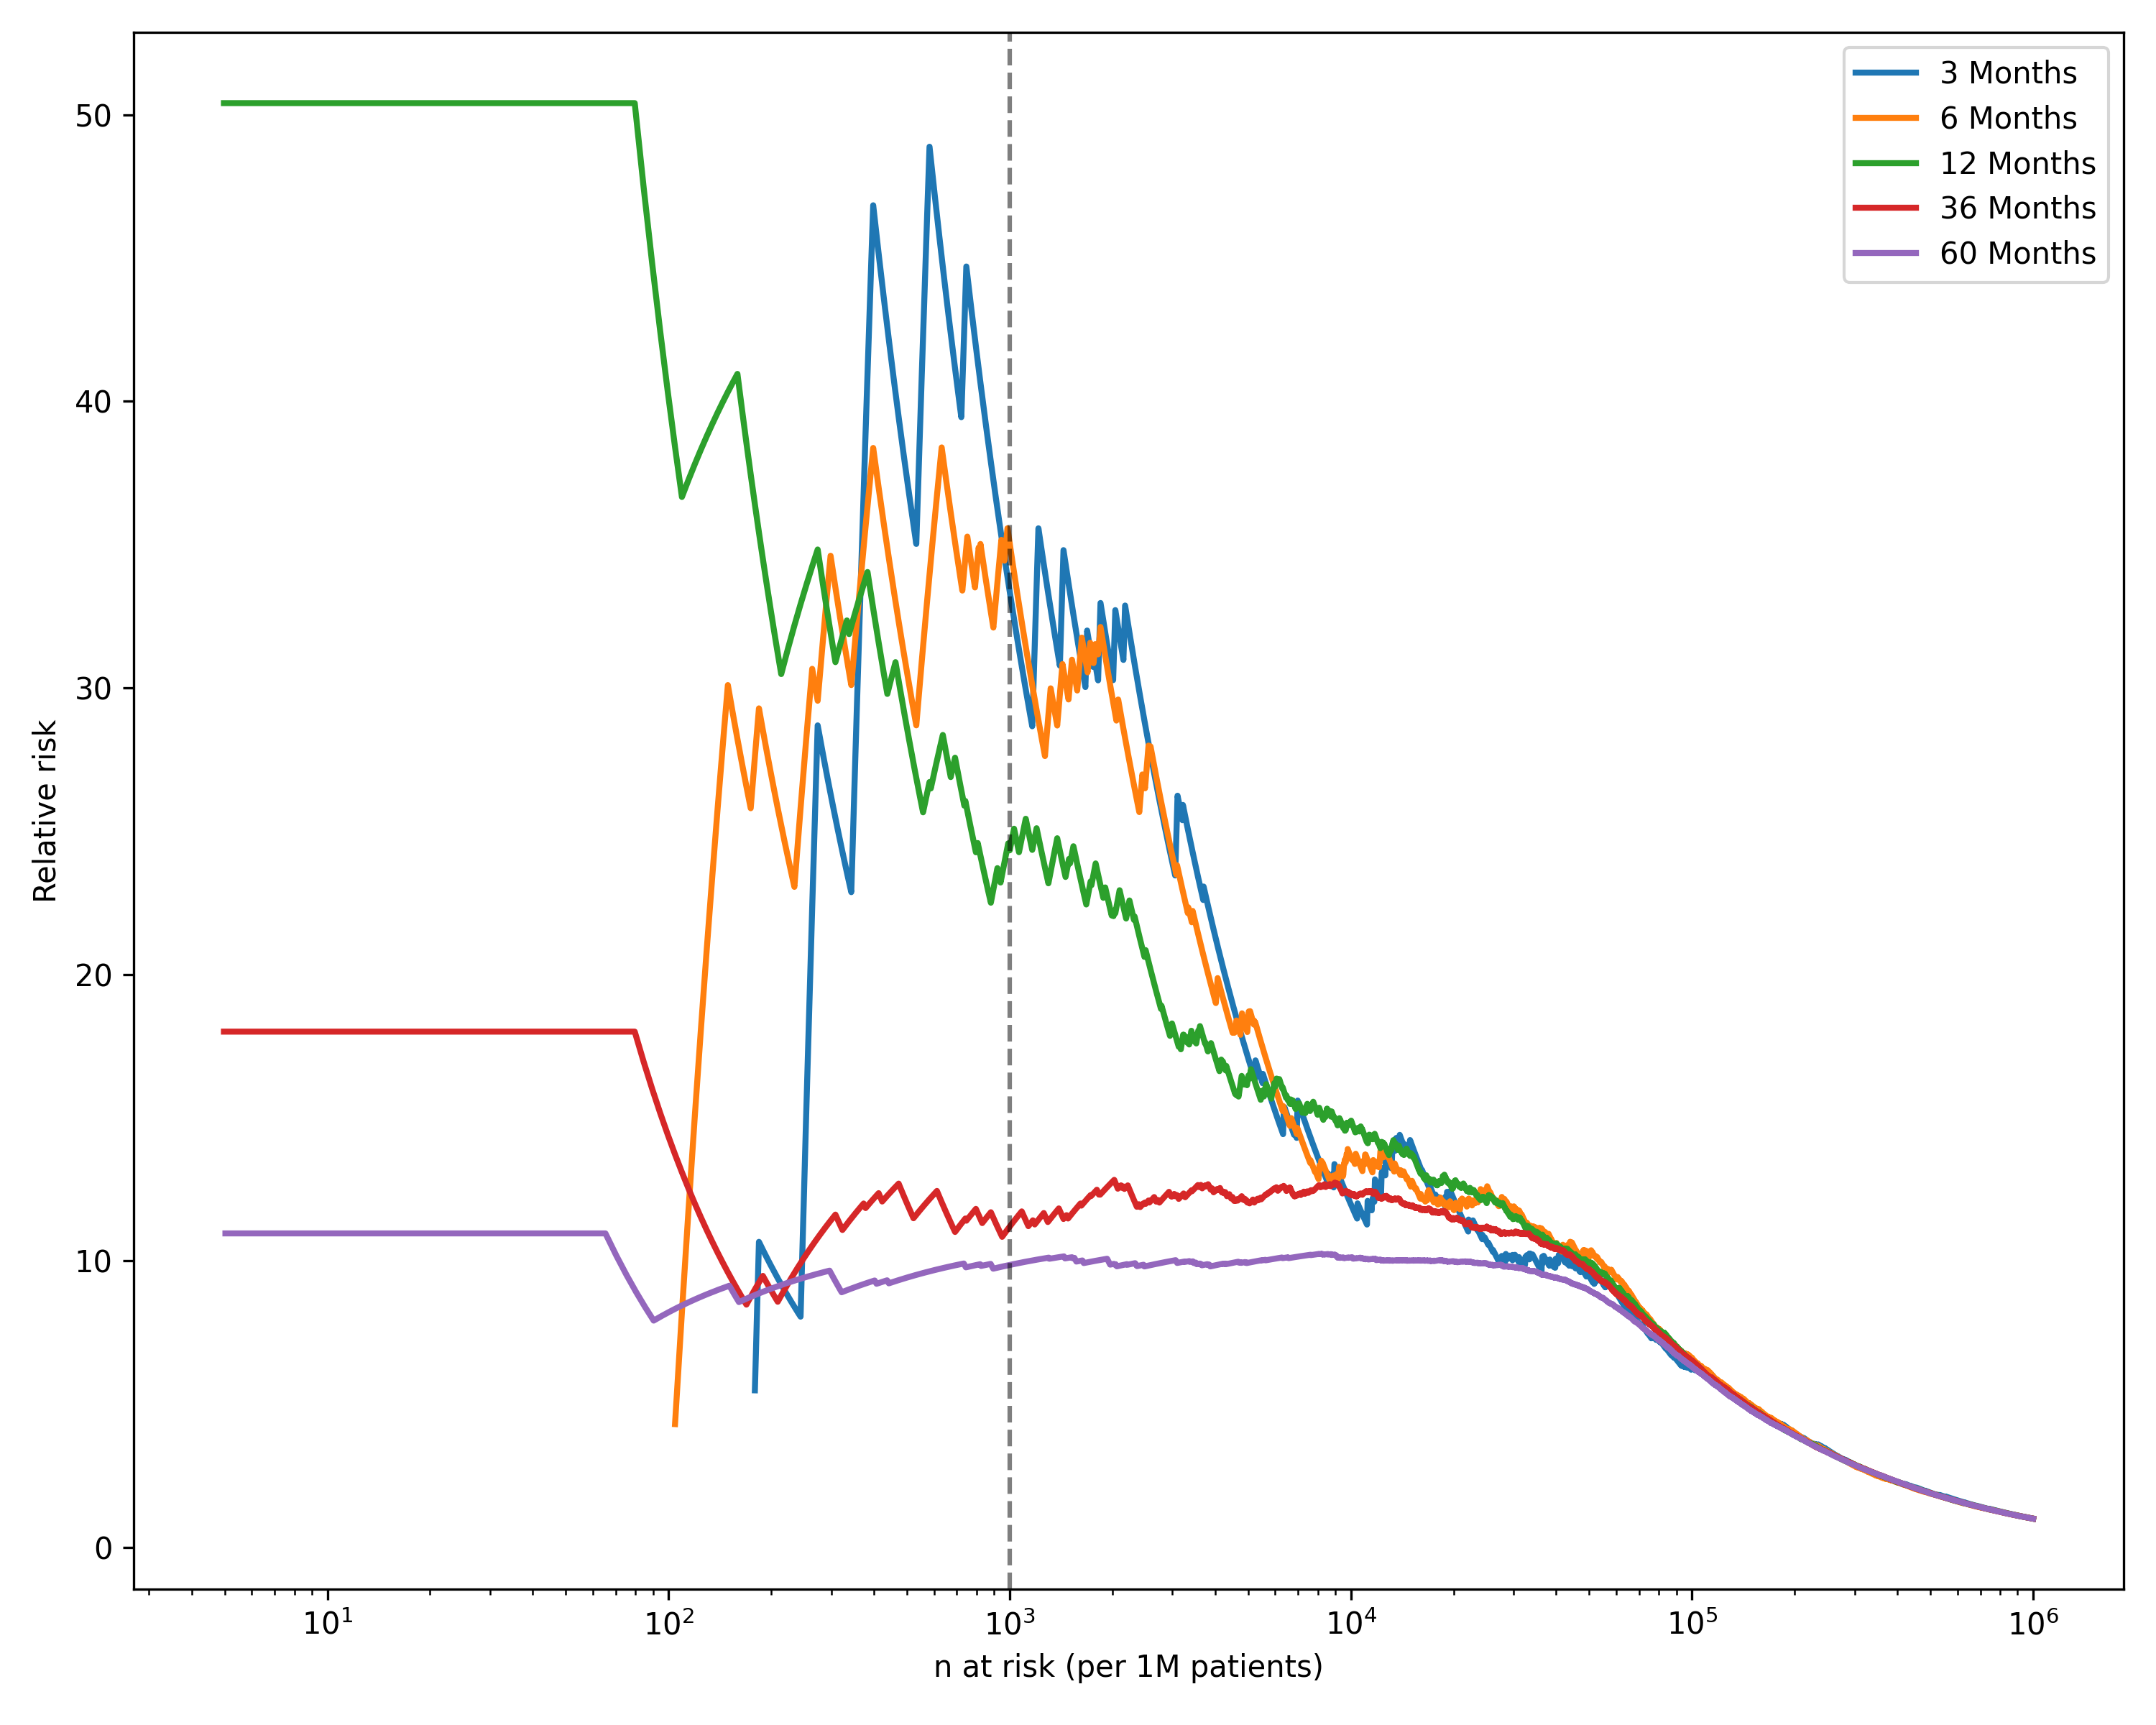 50
40
30
20
10
0
Relative risk
10¹
10²
10³
10⁴
10⁵
10⁶
n at risk (per 1M patients)
3 Months
6 Months
12 Months
36 Months
60 Months